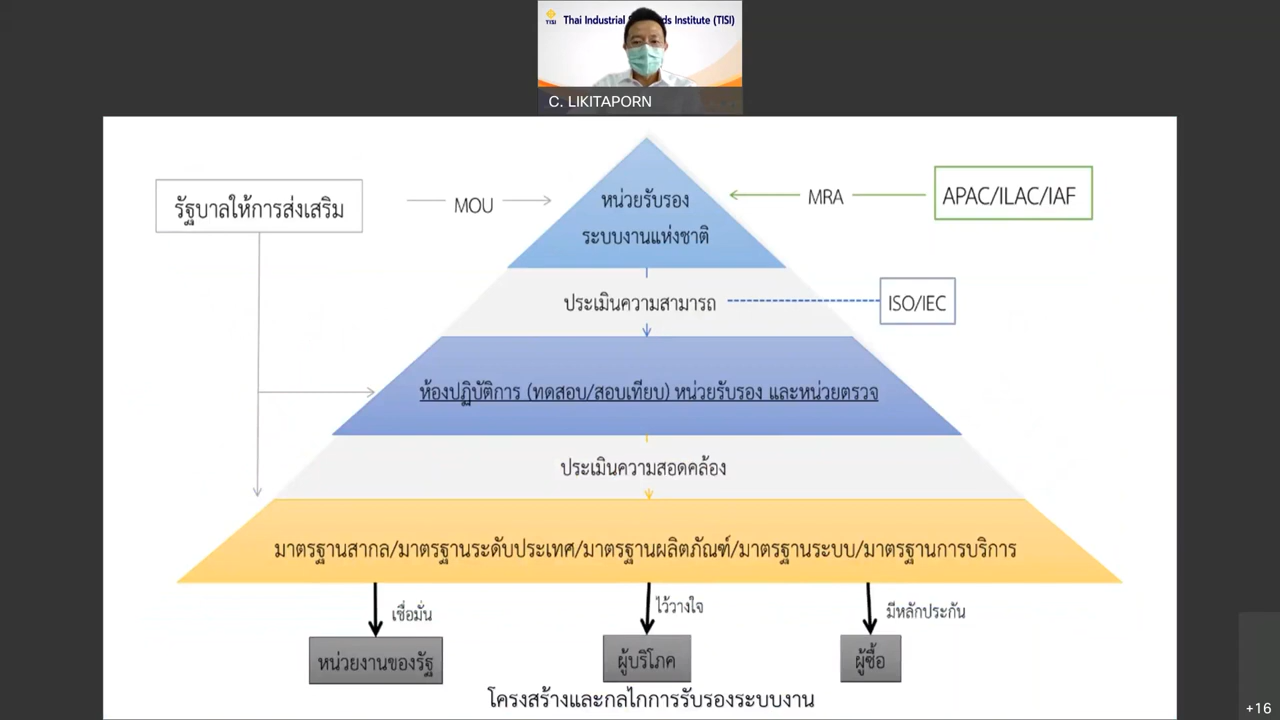 TISI
Thai Industrial S    ds Institute (TISI)
C. LIKITAPORN
รัฐบาลให้การส่งเสริม
MOU
หน่วยรับรอง
ระบบงานแห่งชาติ
MRA
APAC/ILAC/IAF
ประเมินความสามารถ
ISO/IEC
ห้องปฏิบัติการ (ทดสอบ/สอบเทียบ) หน่วยรับรอง และหน่วยตรวจ
ประเมินความสอดคล้อง
มาตรฐานสากล/มาตรฐานระดับประเทศ/มาตรฐานผลิตภัณฑ์/มาตรฐานระบบ/มาตรฐานการบริการ
เชื่อมั่น
ไว้วางใจ
มีหลักประกัน
หน่วยงานของรัฐ
ผู้บริโภค
ผู้ซื้อ
โครงสร้างและกลไกการรับรองระบบงาน
+16